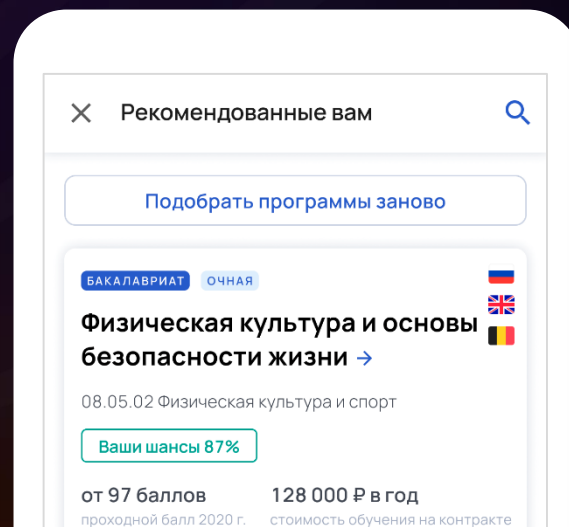 Рекомендованные вам
Подобрать программы заново
БАКАЛАВРИАТ ОЧНАЯ
Физическая культура и основы
безопасности жизни →
08.05.02 Физическая культура и спорт
Ваши шансы 87%
от 97 баллов 128 000 ₽ в год
проходной балл 2020 г. стоимость обучения на контракте